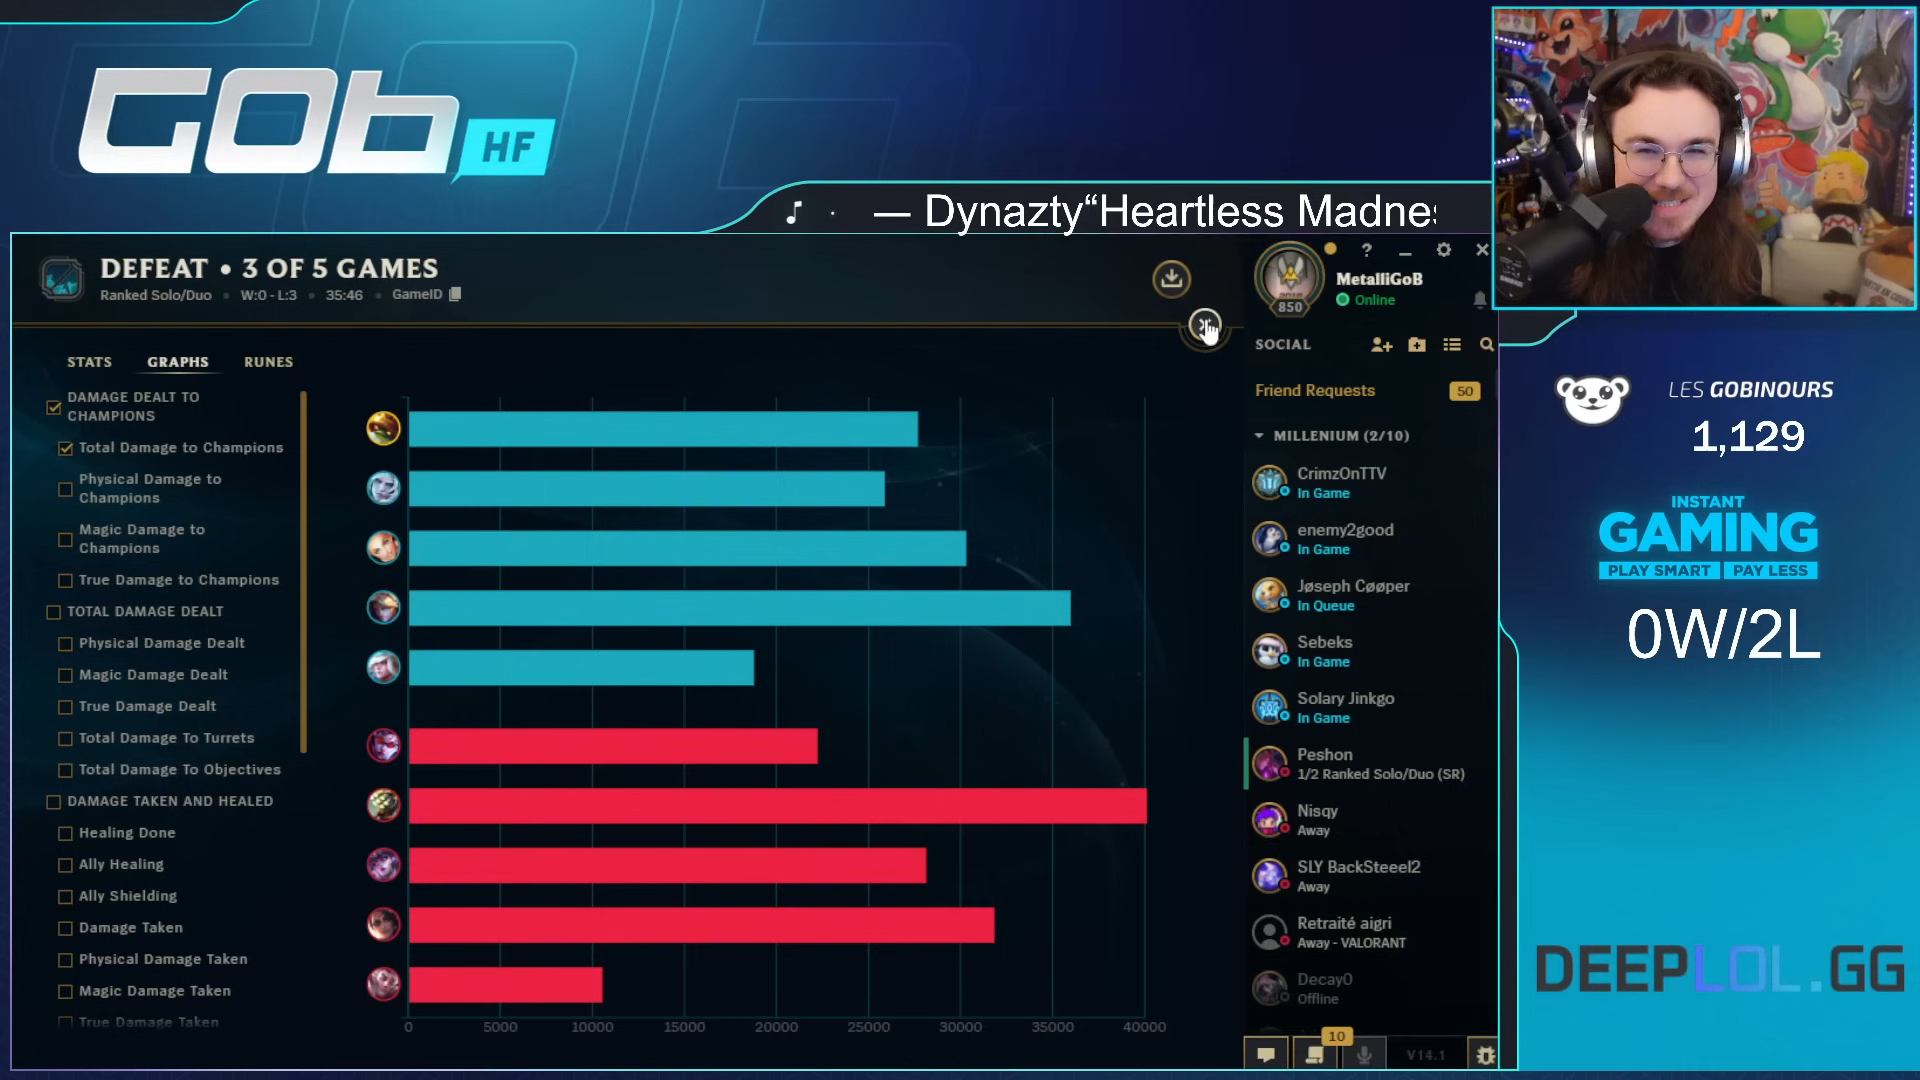 GOb
HF
— Dynazty“Heartless Madnes
DEFEAT • 3 OF 5 GAMES
Ranked Solo/Duo • W:0 - L:3 • 35:46 • GameID
STATS GRAPHS RUNES
DAMAGE DEALT TO
CHAMPIONS
Total Damage to Champions
Physical Damage to
Champions
Magic Damage to
Champions
True Damage to Champions
TOTAL DAMAGE DEALT
Physical Damage Dealt
Magic Damage Dealt
True Damage Dealt
Total Damage To Turrets
Total Damage To Objectives
DAMAGE TAKEN AND HEALED
Healing Done
Ally Healing
Ally Shielding
Damage Taken
Physical Damage Taken
Magic Damage Taken
True Damage Taken
0 5000 10000 15000 20000 25000 30000 35000 40000
850
MetalliGoB
Online
SOCIAL
Friend Requests 50
MILLENIUM (2/10)
CrimzOnTTV
In Game
enemy2good
In Game
Jøseph Cøøper
In Queue
Sebeks
In Game
Solary Jinkgo
In Game
Peshon
1/2 Ranked Solo/Duo (SR)
Nisqy
Away
SLY BackSteeel2
Away
Retraité aigri
Away - VALORANT
Decay0
Offline
10
V14.1
LES GOBINOURS
1,129
INSTANT
GAMING
PLAY SMART PAY LESS
0W/2L
DEEPLOL.GG